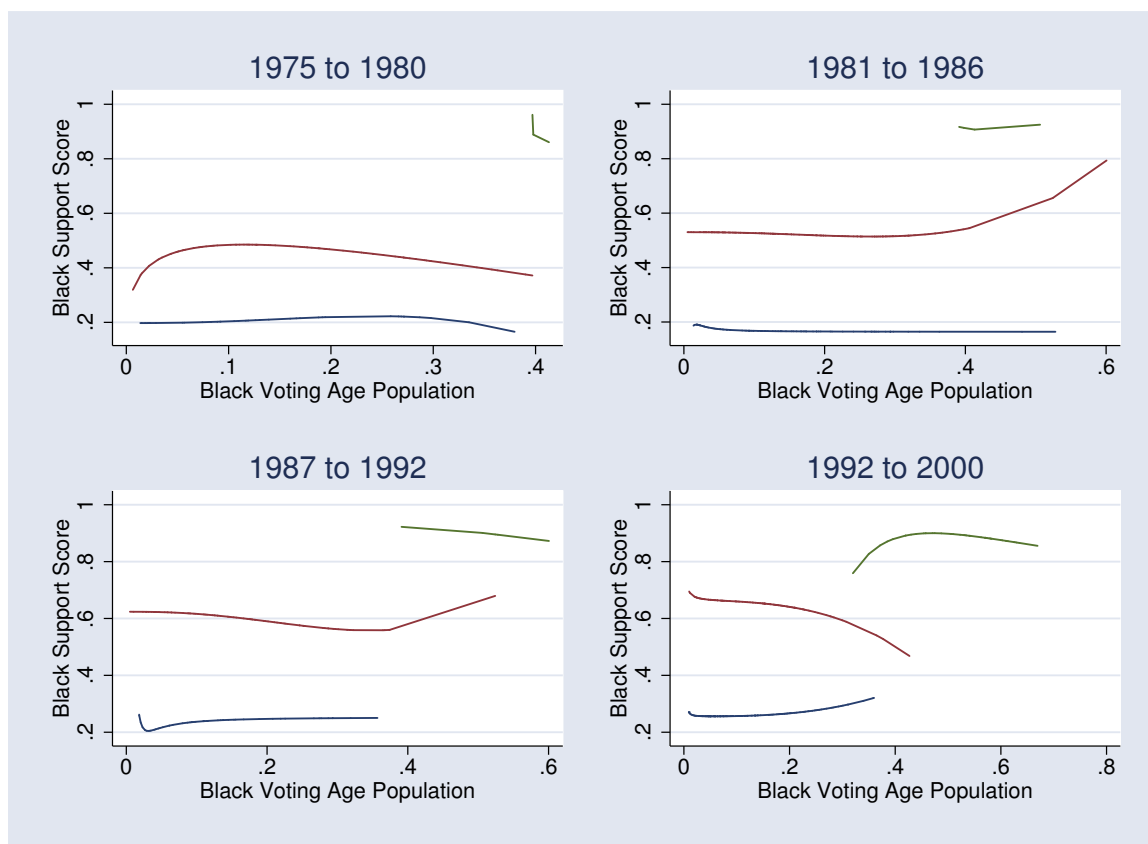 1975 to 1980
Black Support Score
1
.8
.6
.4
.2
0 .1 .2 .3 .4
Black Voting Age Population
1981 to 1986
Black Support Score
1
.8
.6
.4
.2
0 .2 .4 .6
Black Voting Age Population
1987 to 1992
Black Support Score
1
.8
.6
.4
.2
0 .2 .4 .6
Black Voting Age Population
1992 to 2000
Black Support Score
1
.8
.6
.4
.2
0 .2 .4 .6 .8
Black Voting Age Population